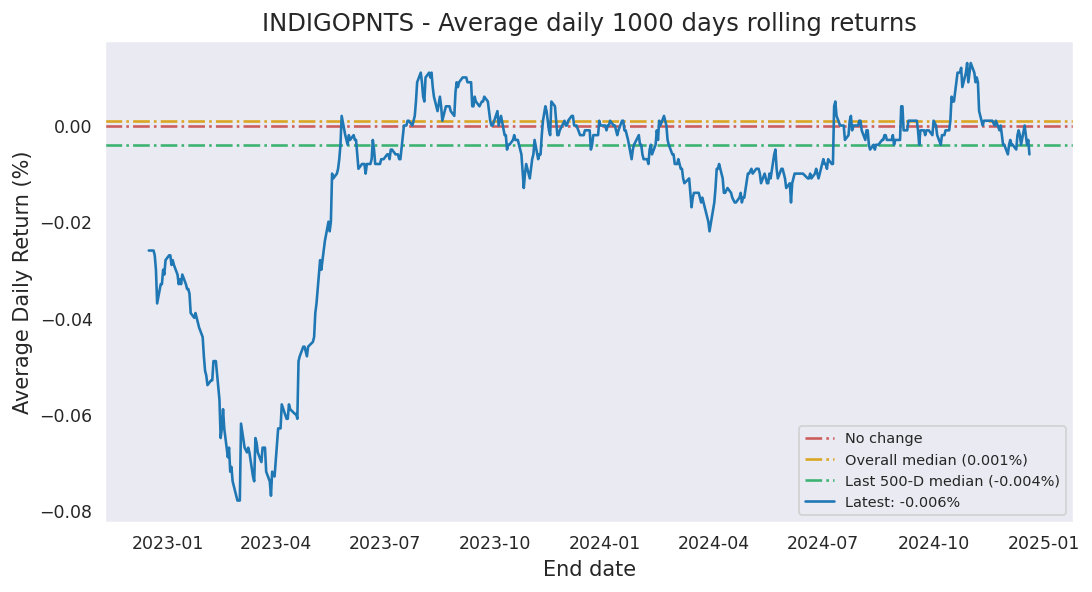 INDIGOPNTS - Average daily 1000 days rolling returns
Average Daily Return (%)
0.00
−0.02
−0.04
−0.06
−0.08
No change
Overall median (0.001%)
Last 500-D median (-0.004%)
Latest: -0.006%
2023-01 2023-04 2023-07 2023-10 2024-01 2024-04 2024-07 2024-10 2025-01
End date